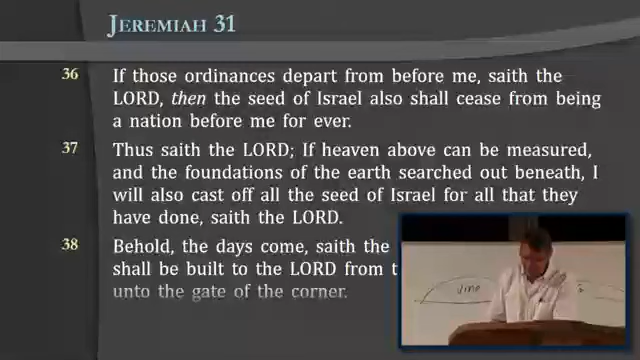 JEREMIAH 31
36 If those ordinances depart from before me, saith the
LORD, then the seed of Israel also shall cease from being
a nation before me for ever.
37 Thus saith the LORD; If heaven above can be measured,
and the foundations of the earth searched out beneath, I
will also cast off all the seed of Israel for all that they
have done, saith the LORD.
38 Behold, the days come, saith the
shall be built to the LORD from t
unto the gate of the corner.